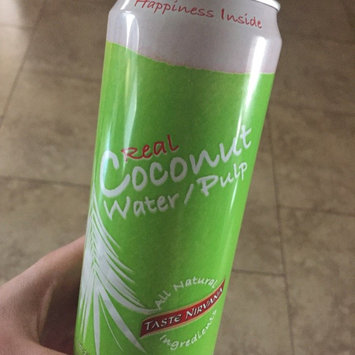 Happiness Inside
Real
Coconut
Water/Pulp
All Natural
TASTE NIRVANA
Ingredients